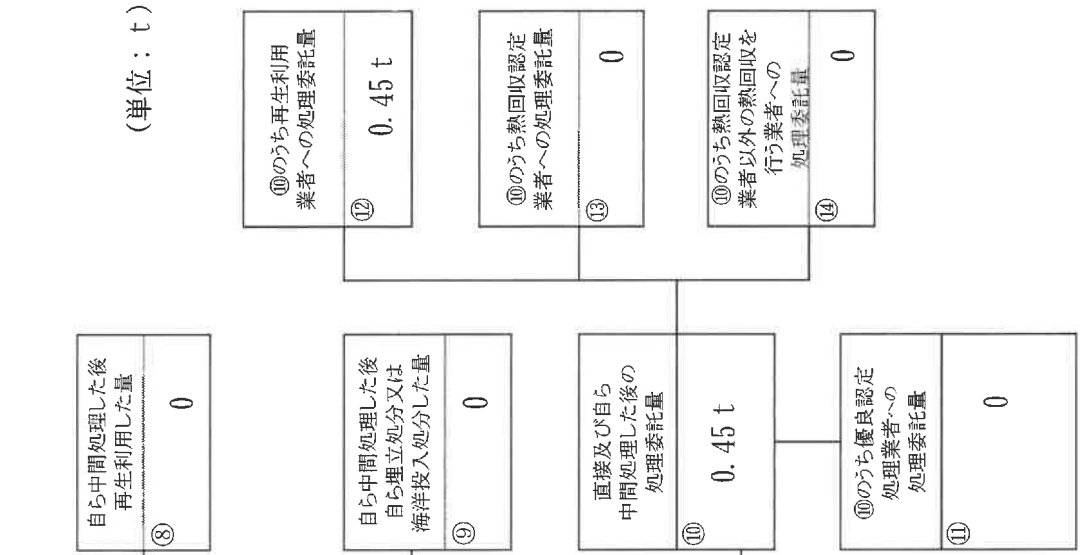 (単位：t)
自ら中間処理した後
再生利用した量
⑧
0
自ら中間処理した後
自ら埋立処分又は
海洋投入処分した量
⑨
0
直接及び自ら
中間処理した後の
処理委託量
⑩
0.45 t
⑩のうち優良認定
処理業者への
処理委託量
⑪
0
⑩のうち再生利用
業者への処理委託量
⑫
0.45 t
⑩のうち熱回収認定
業者への処理委託量
⑬
0
⑩のうち熱回収認定
業者以外の熱回収を
行う業者への
処理委託量
⑭
0